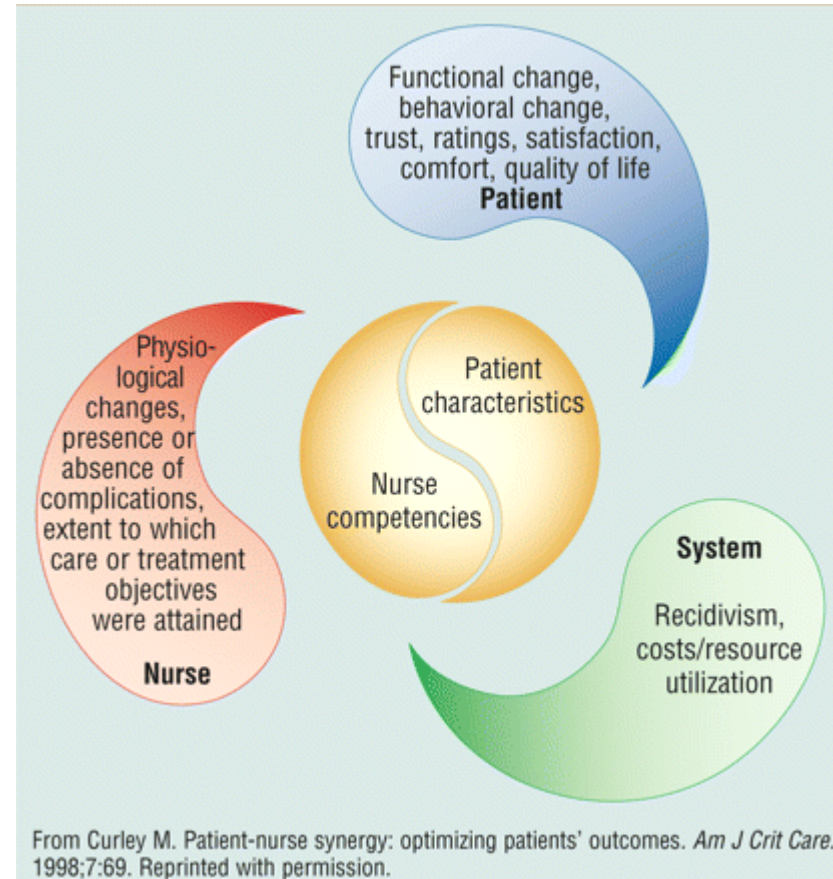 Functional change,
behavioral change,
trust, ratings, satisfaction,
comfort, quality of life
Patient
Physio-
logical
changes,
presence or
absence of
complications,
extent to which
care or treatment
objectives
were attained
Nurse
Patient
characteristics
Nurse
competencies
System
Recidivism,
costs/resource
utilization
From Curley M. Patient-nurse synergy: optimizing patients' outcomes. Am J Crit Care.
1998;7:69. Reprinted with permission.